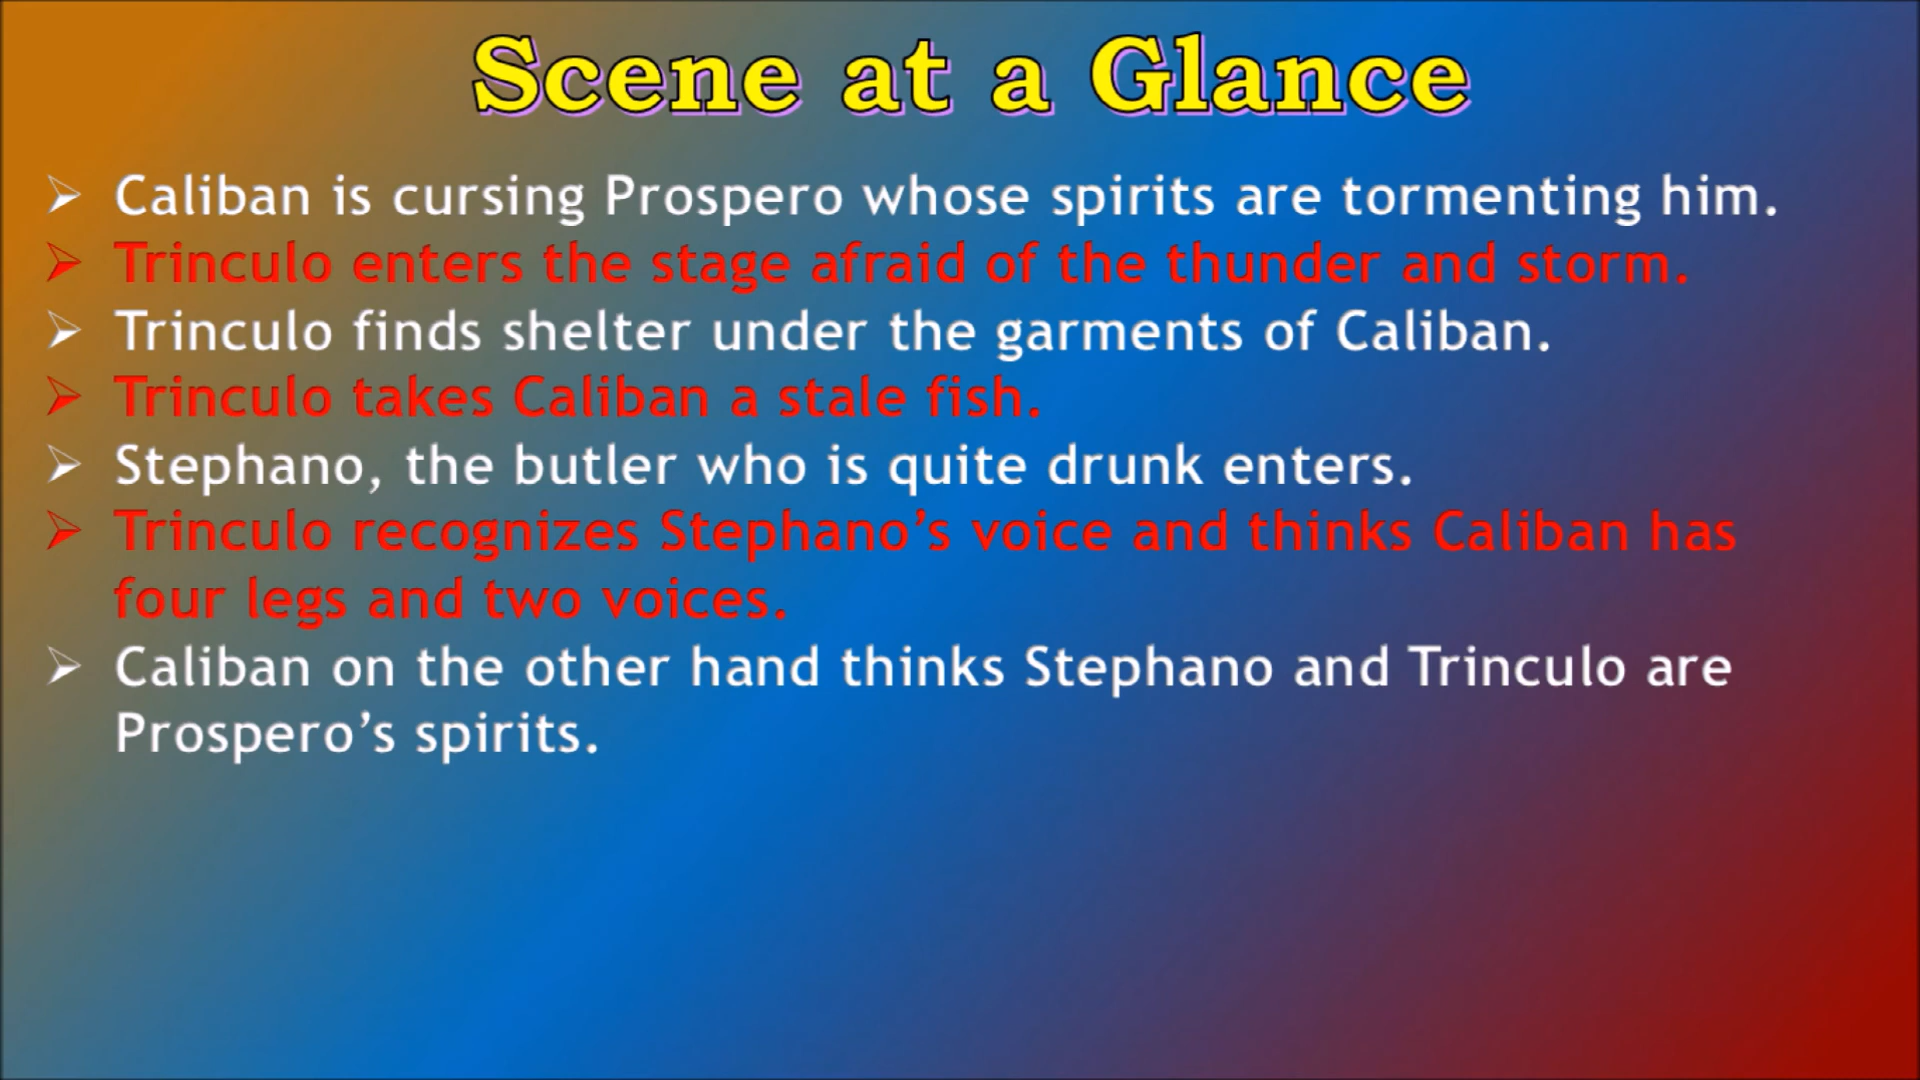 Scene at a Glance
➢ Caliban is cursing Prospero whose spirits are tormenting him.
➢ Trinculo enters the stage afraid of the thunder and storm.
➢ Trinculo finds shelter under the garments of Caliban.
➢ Trinculo takes Caliban a stale fish.
➢ Stephano, the butler who is quite drunk enters.
➢ Trinculo recognizes Stephano’s voice and thinks Caliban has
four legs and two voices.
➢ Caliban on the other hand thinks Stephano and Trinculo are
Prospero’s spirits.